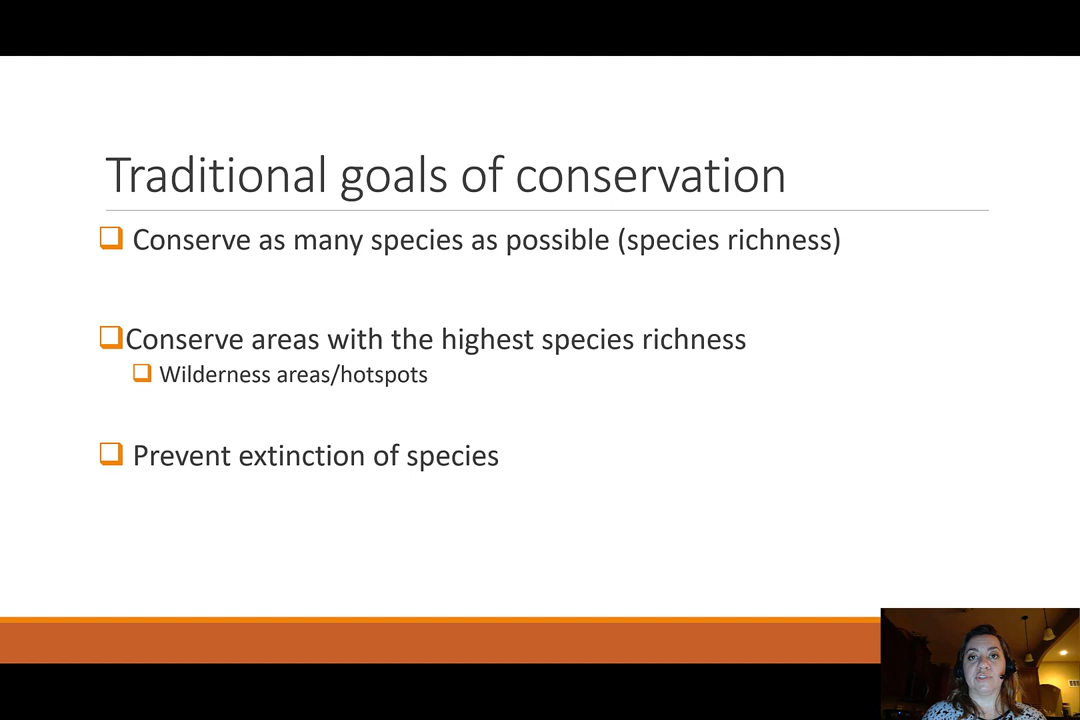 Traditional goals of conservation
Conserve as many species as possible (species richness)
Conserve areas with the highest species richness
Wilderness areas/hotspots
Prevent extinction of species